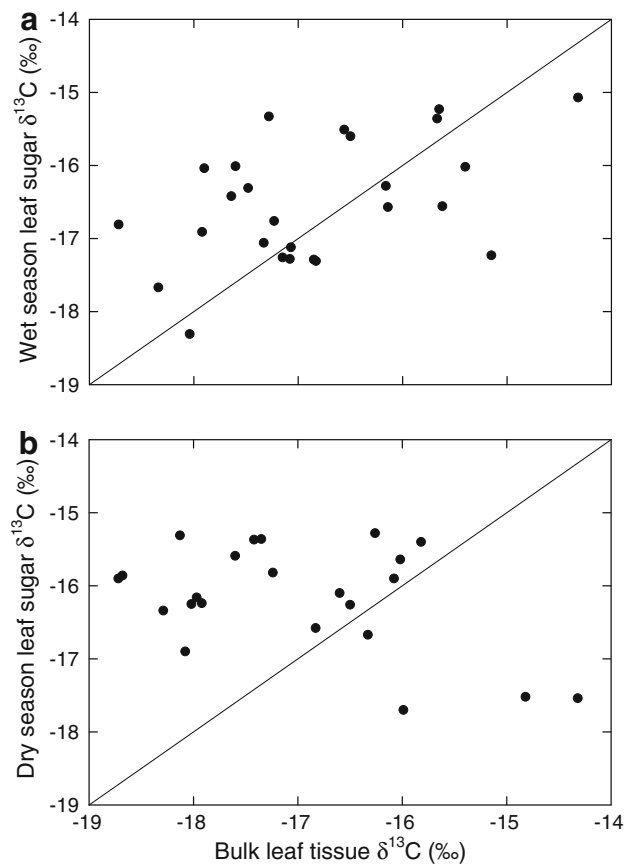 a
Wet season leaf sugar δ¹³C (‰)
-14
-15
-16
-17
-18
-19
b
Dry season leaf sugar δ¹³C (‰)
-14
-15
-16
-17
-18
-19
-19 -18 -17 -16 -15 -14
Bulk leaf tissue δ¹³C (‰)